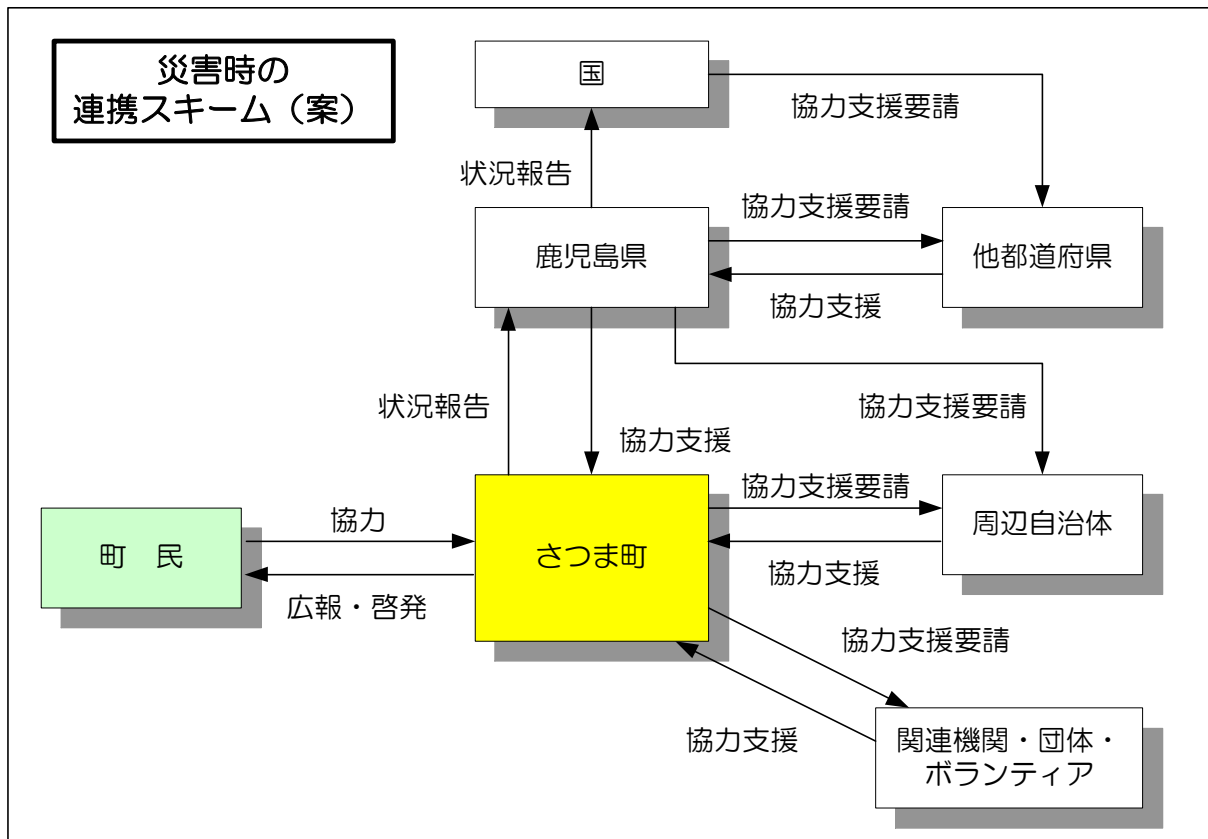 災害時の
連携スキーム（案）
国
協力支援要請
状況報告
鹿児島県
協力支援要請
協力支援
他都道府県
状況報告
協力支援
協力支援要請
町　民
協力
広報・啓発
さつま町
協力支援要請
協力支援
周辺自治体
協力支援要請
協力支援
関連機関・団体・
ボランティア